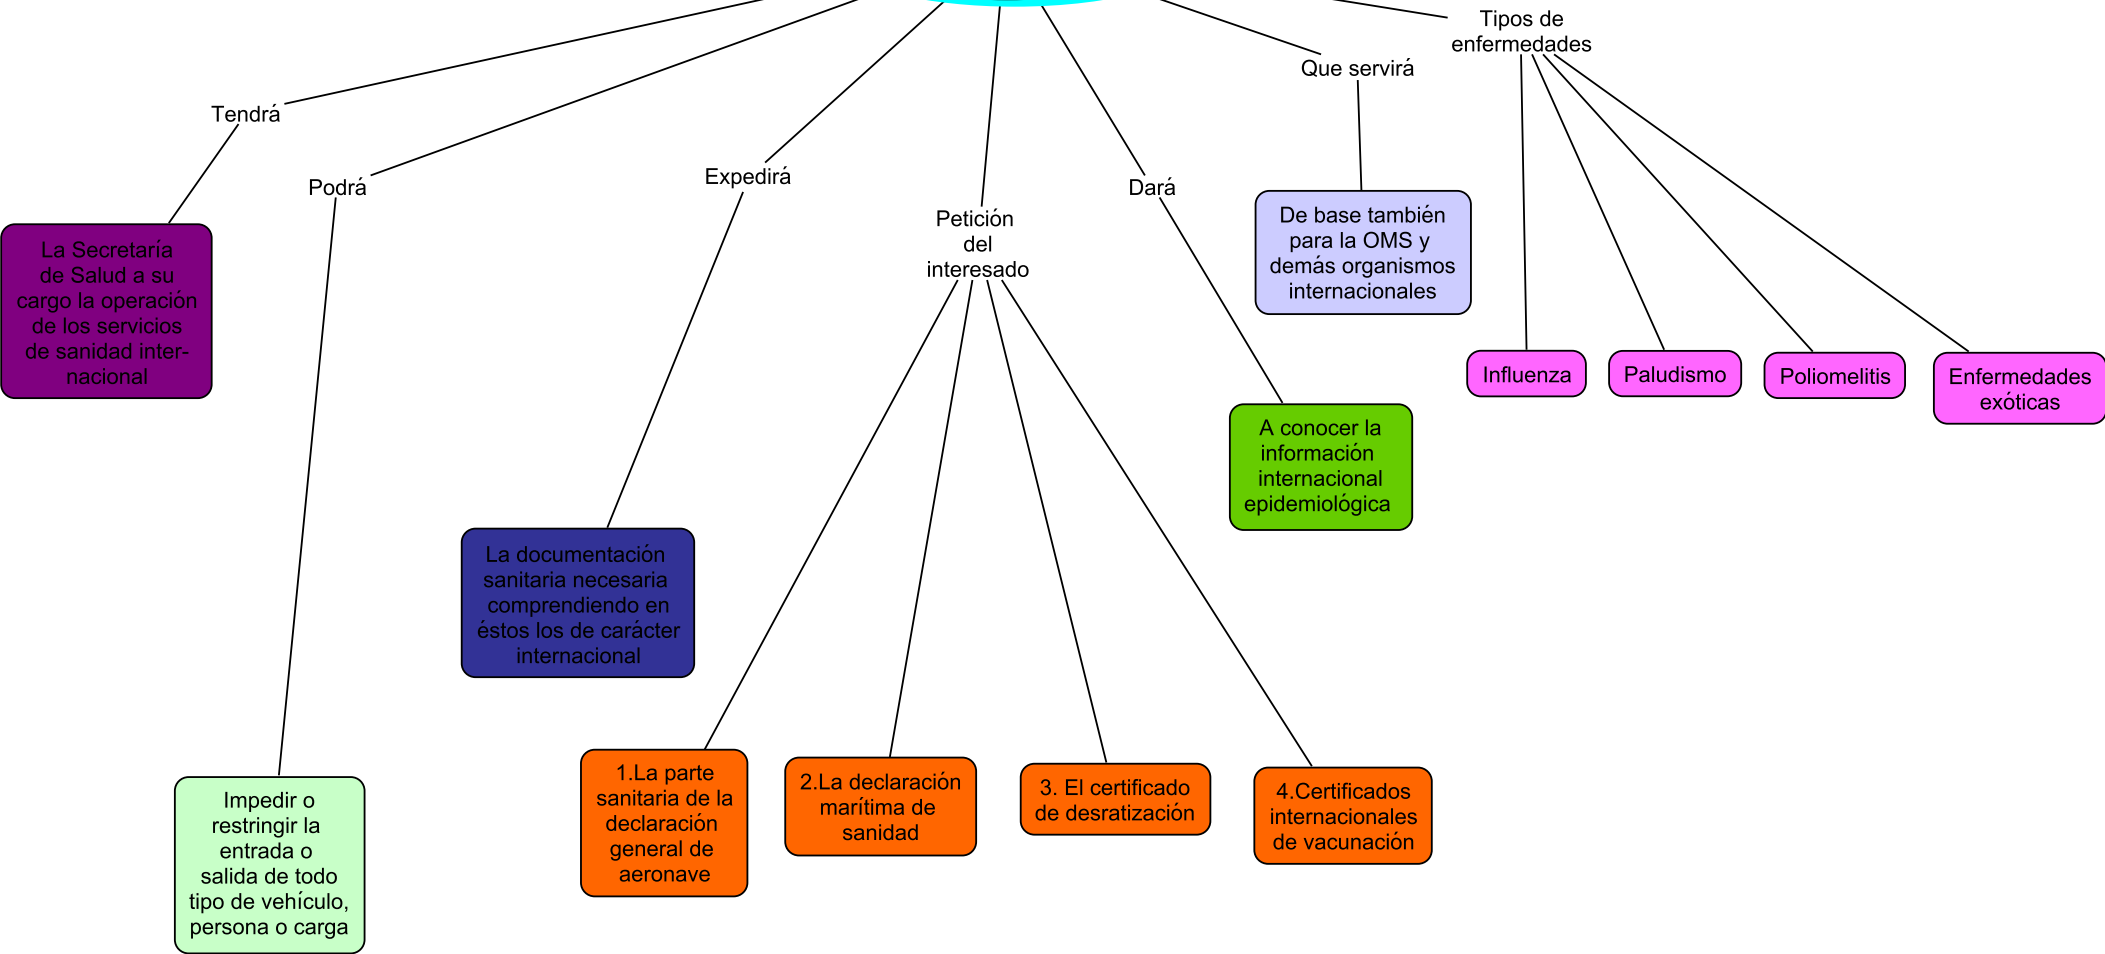 Tipos de
enfermedades
Que servirá
Tendrá
Podrá
Expedirá
Dará
Petición
del
interesado
La Secretaría
de Salud a su
cargo la operación
de los servicios
de sanidad inter-
nacional
De base también
para la OMS y
demás organismos
internacionales
Influenza
Paludismo
Poliomelitis
Enfermedades
exóticas
A conocer la
información
internacional
epidemiológica
La documentación
sanitaria necesaria
comprendiendo en
éstos los de carácter
internacional
Impedir o
restringir la
entrada o
salida de todo
tipo de vehículo,
persona o carga
1.La parte
sanitaria de la
declaración
general de
aeronave
2.La declaración
marítima de
sanidad
3. El certificado
de desratización
4.Certificados
internacionales
de vacunación